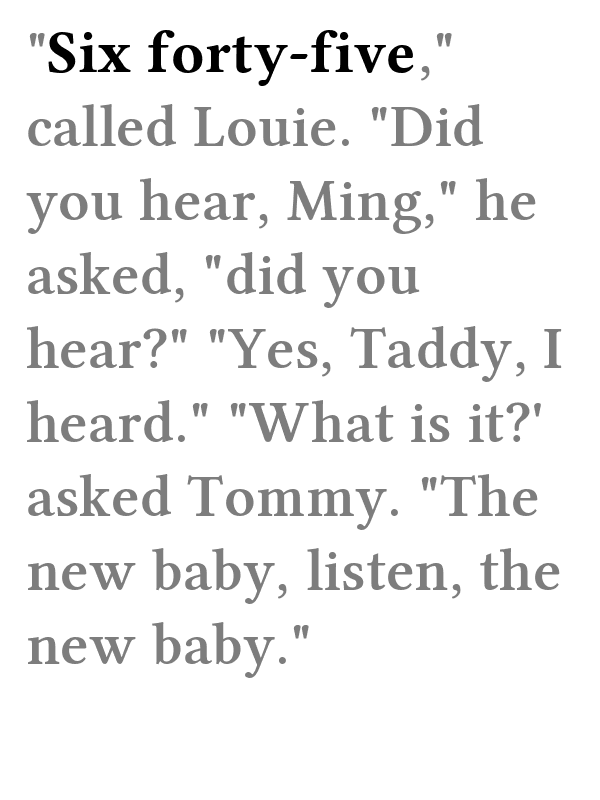 "Six forty-five,"
called Louie. "Did
you hear, Ming," he
asked, "did you
hear?" "Yes, Taddy, I
heard." "What is it?'
asked Tommy. "The
new baby, listen, the
new baby."